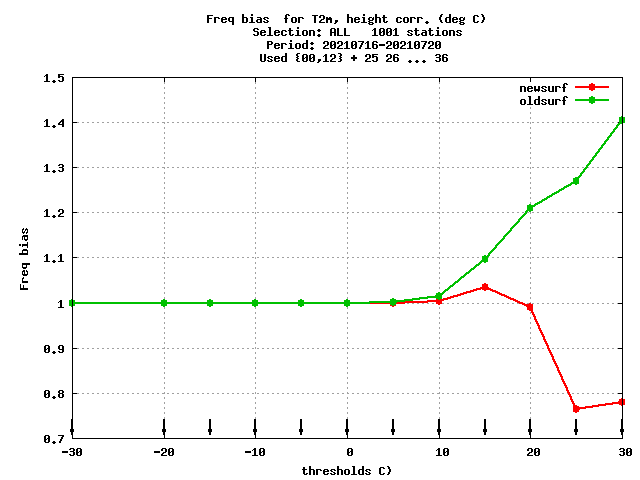 Freq bias  for T2m, height corr. (deg C)
Selection: ALL   1001 stations
Period: 20210716-20210720
Used {00,12} + 25 26 ... 36
newsurf
oldsurf
1.5
1.4
1.3
1.2
1.1
1
0.9
0.8
0.7
Freq bias
-30 -20 -10 0 10 20 30
thresholds C)